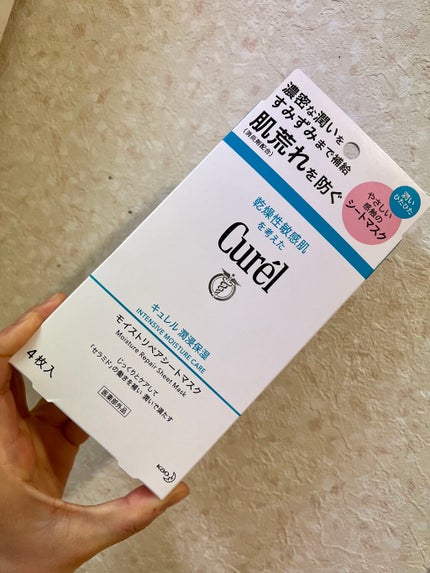 濃密な潤いを
すみずみまで補給
肌荒れを防ぐ
(消炎剤配合)
潤い
ひたひた
やさしい
感触の
シートマスク
乾燥性敏感肌
を考えた
Curél
キュレル 潤浸保湿
INTENSIVE MOISTURE CARE
モイストリペアシートマスク
Moisture Repair Sheet Mask
じっくりとケアして
「セラミド」の働きを補い 潤いで満たす
医薬部外品
4枚入
Kao